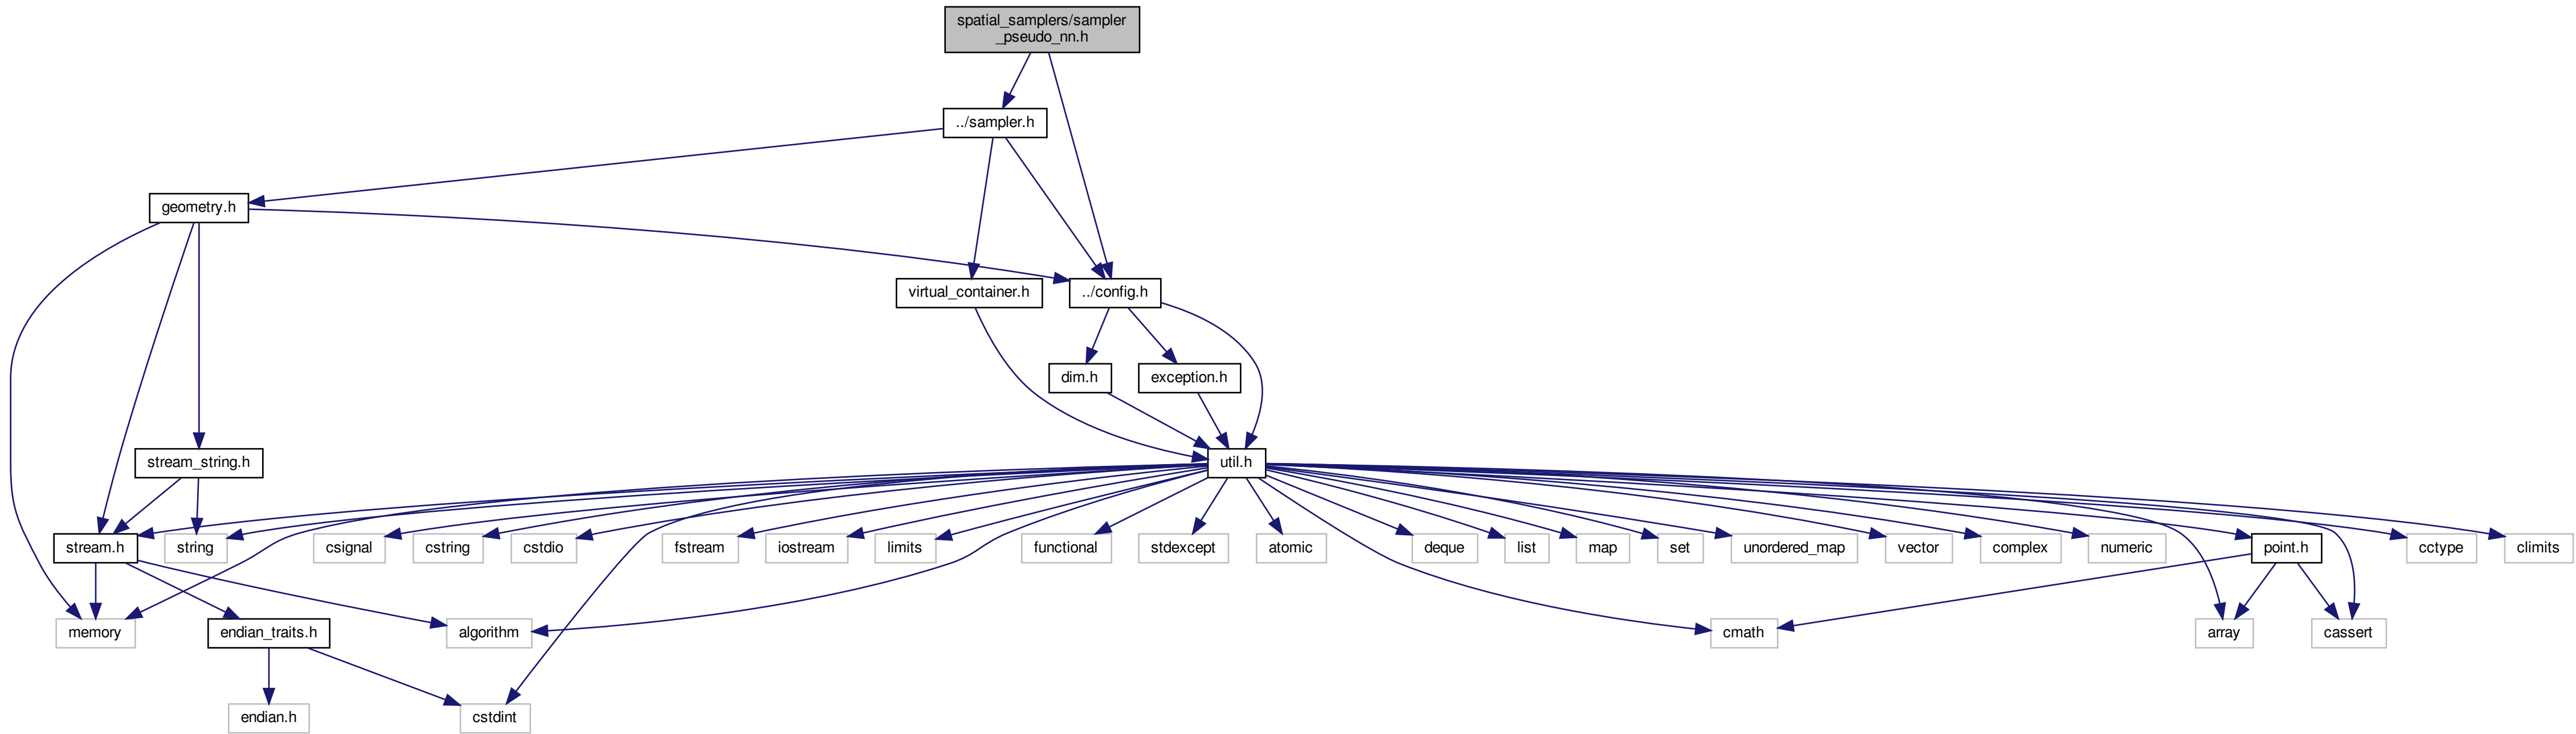 spatial_samplers/sampler
_pseudo_nn.h
../sampler.h
geometry.h
virtual_container.h
../config.h
dim.h
exception.h
stream_string.h
util.h
stream.h
string
csignal
cstring
cstdio
fstream
iostream
limits
functional
stdexcept
atomic
deque
list
map
set
unordered_map
vector
complex
numeric
point.h
cctype
climits
memory
endian_traits.h
algorithm
cmath
array
cassert
endian.h
cstdint